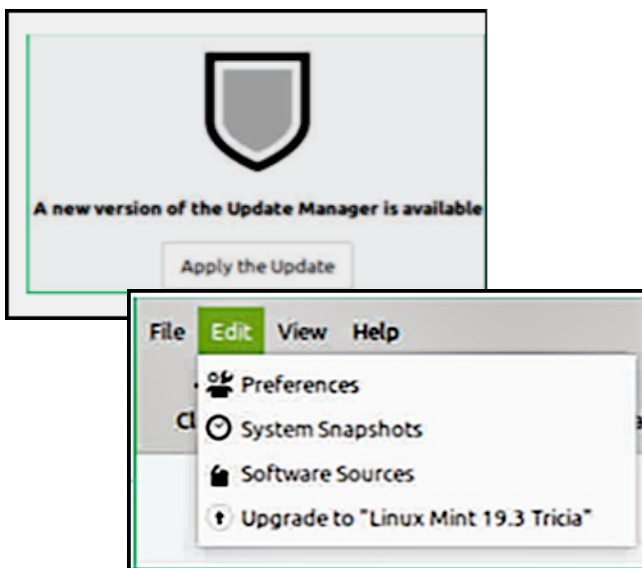 A new version of the Update Manager is available
Apply the Update
File Edit View Help
Cl
Preferences
System Snapshots
Software Sources
Upgrade to "Linux Mint 19.3 Tricia"